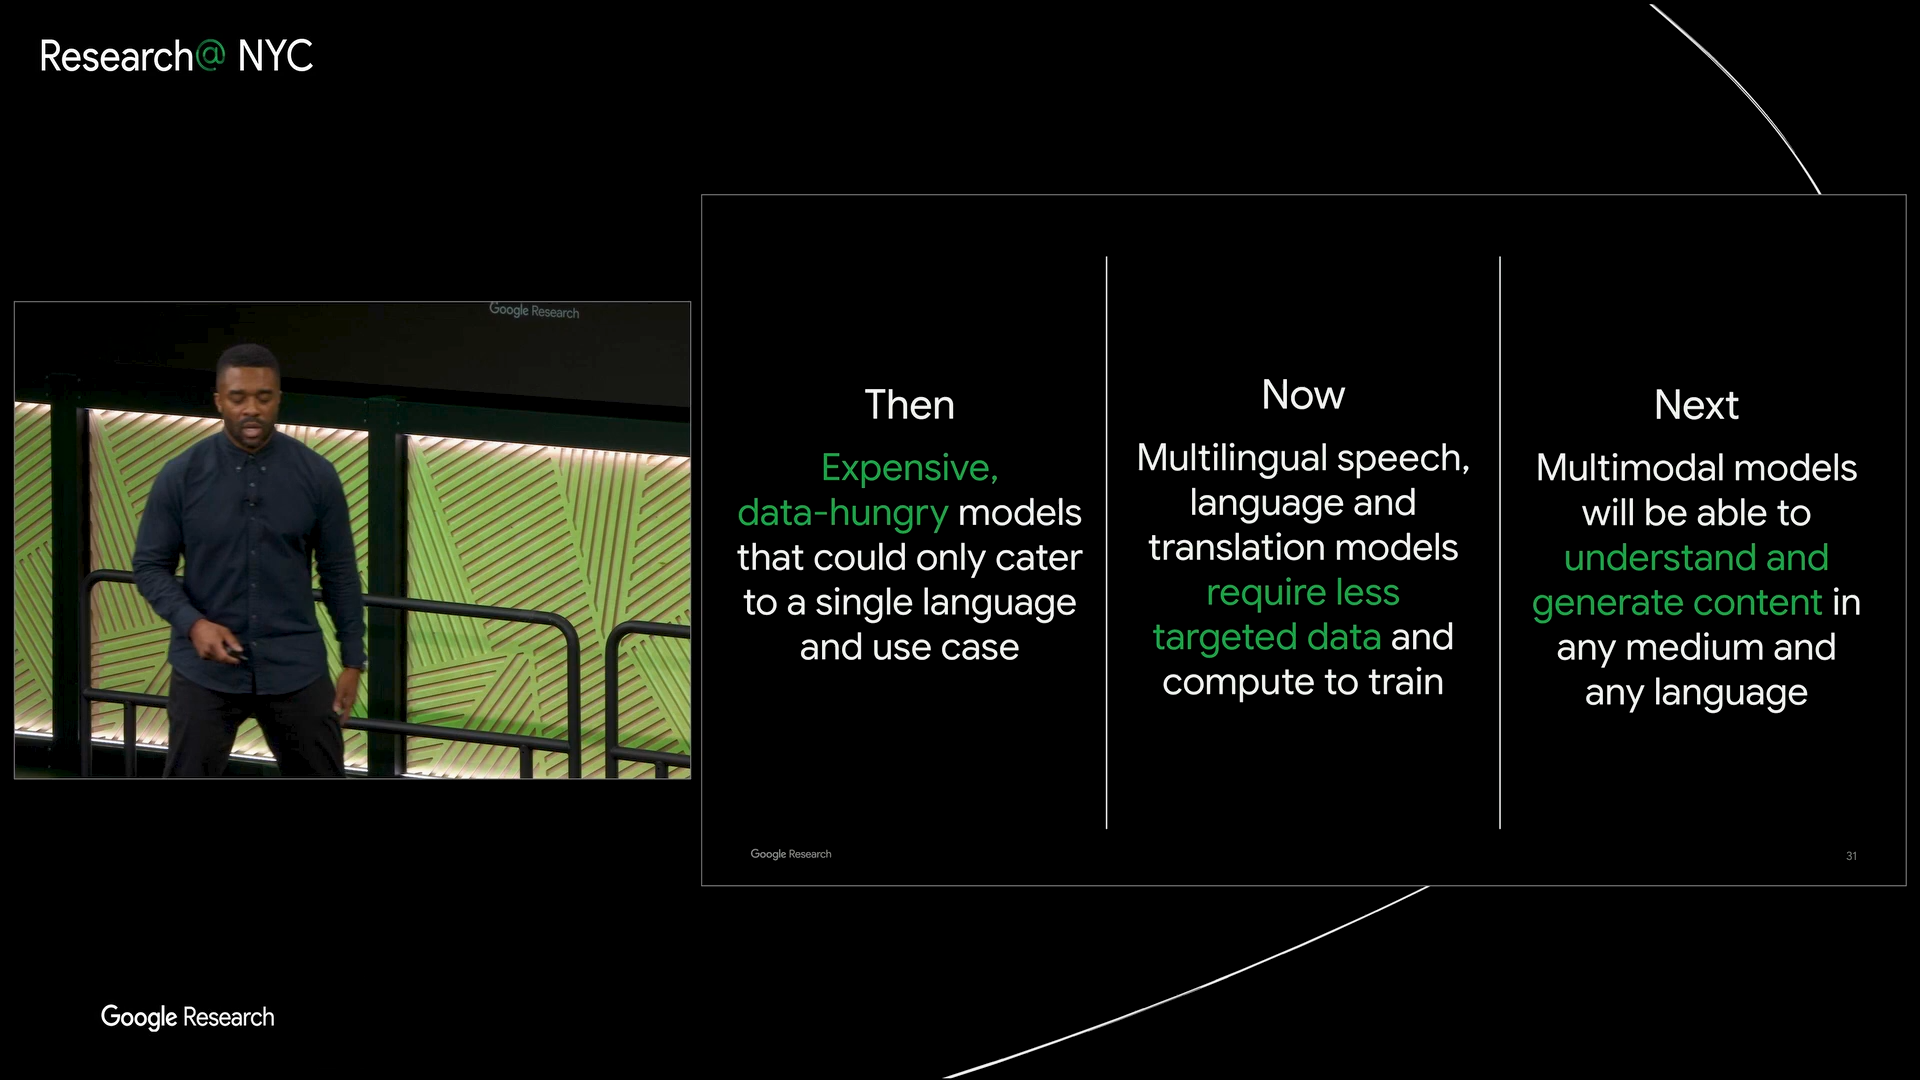 Research@ NYC
Google Research
Then
Expensive,
data-hungry models
that could only cater
to a single language
and use case
Now
Multilingual speech,
language and
translation models
require less
targeted data and
compute to train
Next
Multimodal models
will be able to
understand and
generate content in
any medium and
any language
Google Research
31
Google Research